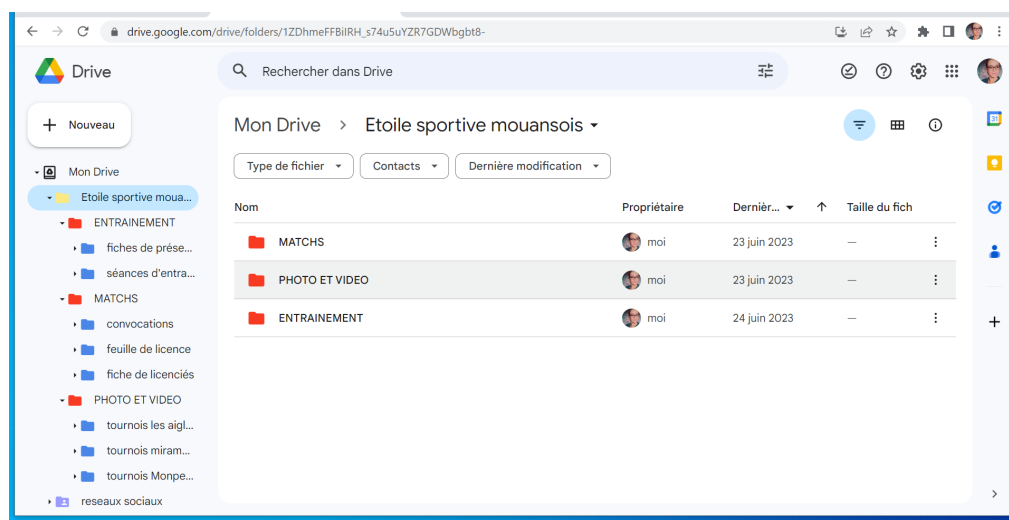 drive.google.com/drive/folders/1ZDhmeFFBilRH_s74u5uYZR7GDWbgbt8-
Drive
Rechercher dans Drive
Nouveau
Mon Drive
Etoile sportive moua...
ENTRAINEMENT
fiches de prése...
séances d'entra...
MATCHS
convocations
feuille de licence
fiche de licenciés
PHOTO ET VIDEO
tournois les aigl...
tournois miram...
tournois Monpe...
reseaux sociaux
Mon Drive > Etoile sportive mouansois
Type de fichier Contacts Dernière modification
Nom Propriétaire Dernièr... Taille du fich
MATCHS moi 23 juin 2023 —
PHOTO ET VIDEO moi 23 juin 2023 —
ENTRAINEMENT moi 24 juin 2023 —
31